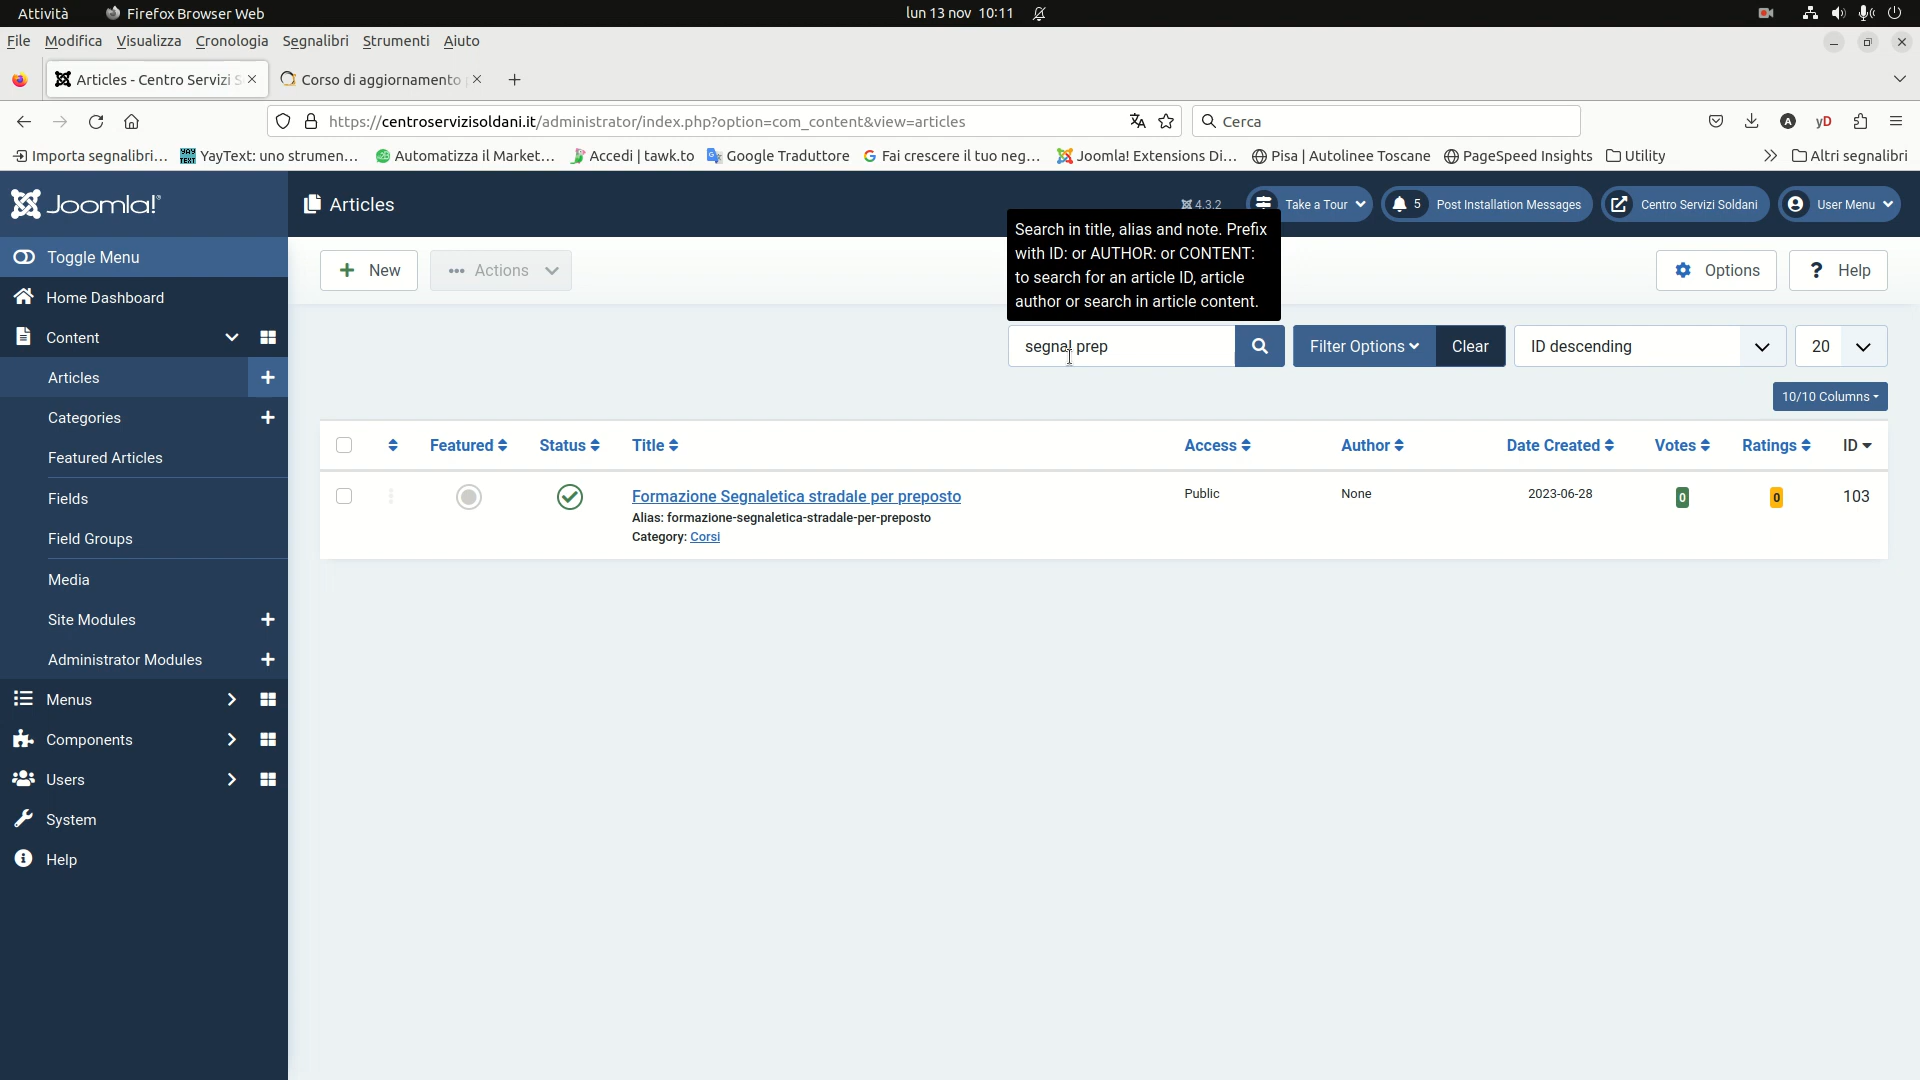 Attività Firefox Browser Web lun 13 nov 10:11
File Modifica Visualizza Cronologia Segnalibri Strumenti Aiuto
Articles - Centro Servizi S Corso di aggiornamento
https://centroservizisoldani.it/administrator/index.php?option=com_content&view=articles Cerca yD
Importa segnalibri... YayText: uno strumen... Automatizza il Market... Accedi | tawk.to Google Traduttore Fai crescere il tuo neg... Joomla! Extensions Di... Pisa | Autolinee Toscane PageSpeed Insights Utility Altri segnalibri
Joomla!® Articles 4.3.2 Take a Tour 5 Post Installation Messages Centro Servizi Soldani User Menu
Search in title, alias and note. Prefix
with ID: or AUTHOR: or CONTENT:
to search for an article ID, article
author or search in article content.
Toggle Menu
New Actions Options Help
Home Dashboard
Content
segnal prep Filter Options Clear ID descending 20
Articles
10/10 Columns
Categories
Featured Status Title Access Author Date Created Votes Ratings ID
Featured Articles
Formazione Segnaletica stradale per preposto Public None 2023-06-28 0 0 103
Alias: formazione-segnaletica-stradale-per-preposto
Category: Corsi
Fields
Field Groups
Media
Site Modules
Administrator Modules
Menus
Components
Users
System
Help